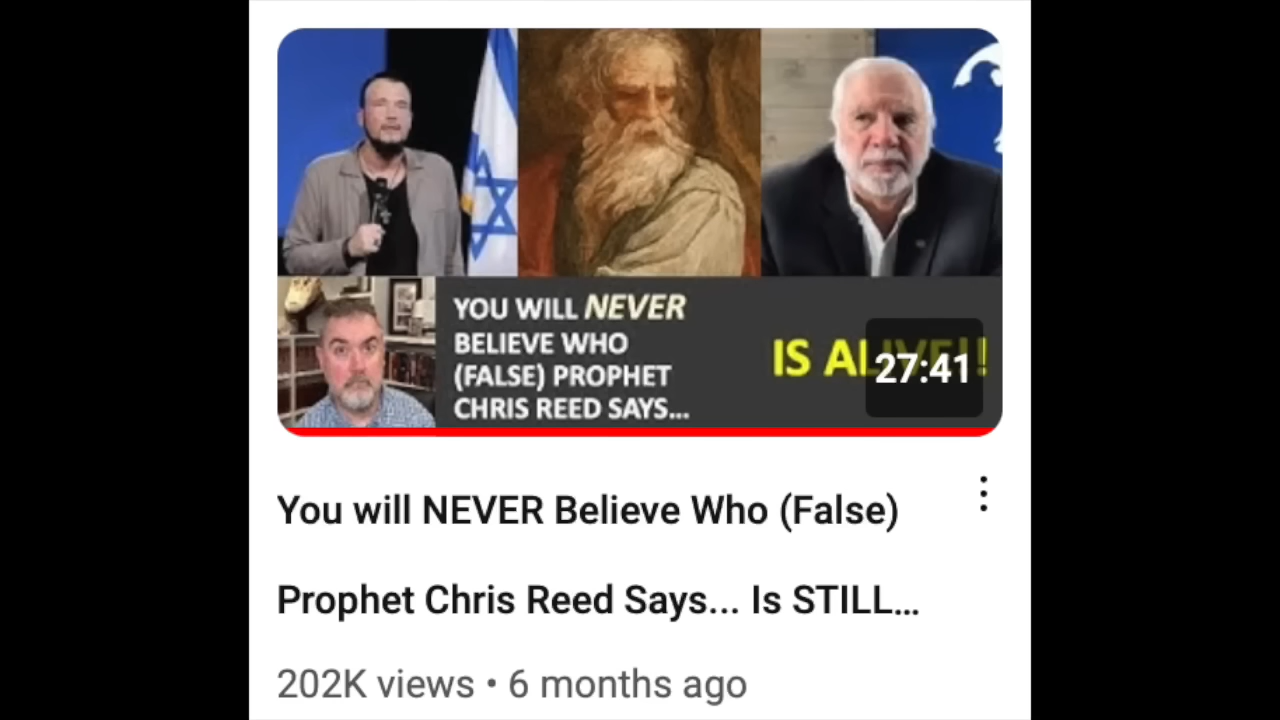 YOU WILL NEVER
BELIEVE WHO
(FALSE) PROPHET
CHRIS REED SAYS...
IS ALIVE!!
27:41
You will NEVER Believe Who (False)
Prophet Chris Reed Says... Is STILL...
202K views • 6 months ago